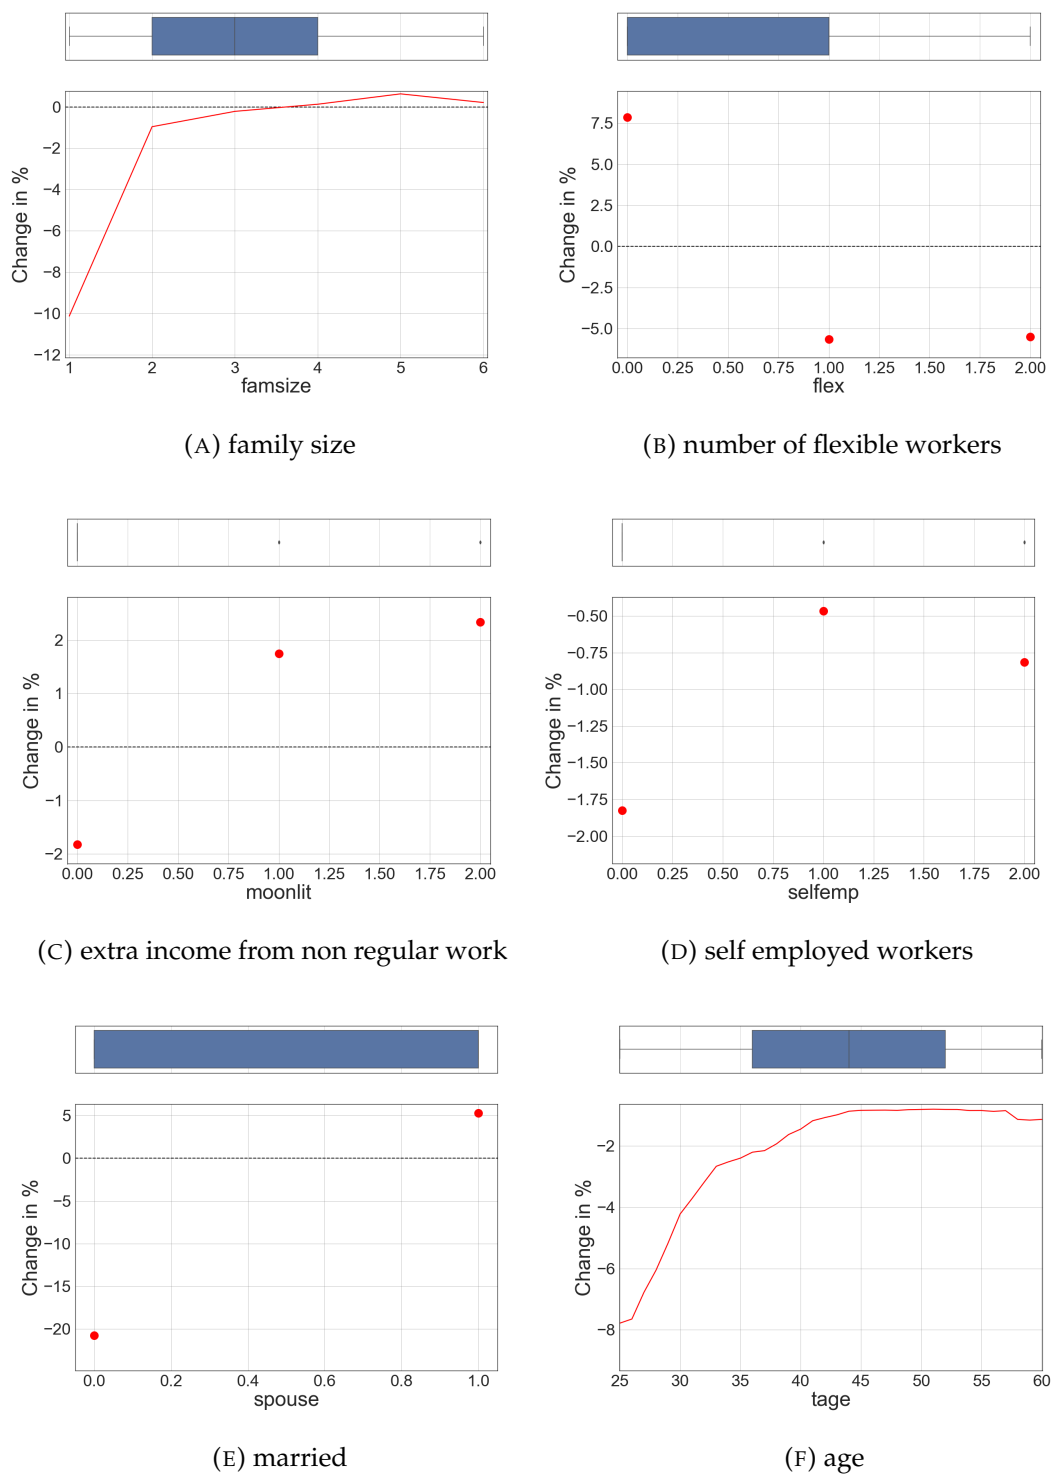 0
−2
−4
−6
−8
−10
−12
Change in %
1 2 3 4 5 6
famsize
(A) family size
7.5
5.0
2.5
0.0
−2.5
−5.0
Change in %
0.00 0.25 0.50 0.75 1.00 1.25 1.50 1.75 2.00
flex
(B) number of flexible workers
2
1
0
−1
−2
Change in %
0.00 0.25 0.50 0.75 1.00 1.25 1.50 1.75 2.00
moonlit
(C) extra income from non regular work
−0.50
−0.75
−1.00
−1.25
−1.50
−1.75
−2.00
Change in %
0.00 0.25 0.50 0.75 1.00 1.25 1.50 1.75 2.00
selfemp
(D) self employed workers
5
0
−5
−10
−15
−20
Change in %
0.0 0.2 0.4 0.6 0.8 1.0
spouse
(E) married
−2
−4
−6
−8
Change in %
25 30 35 40 45 50 55 60
tage
(F) age